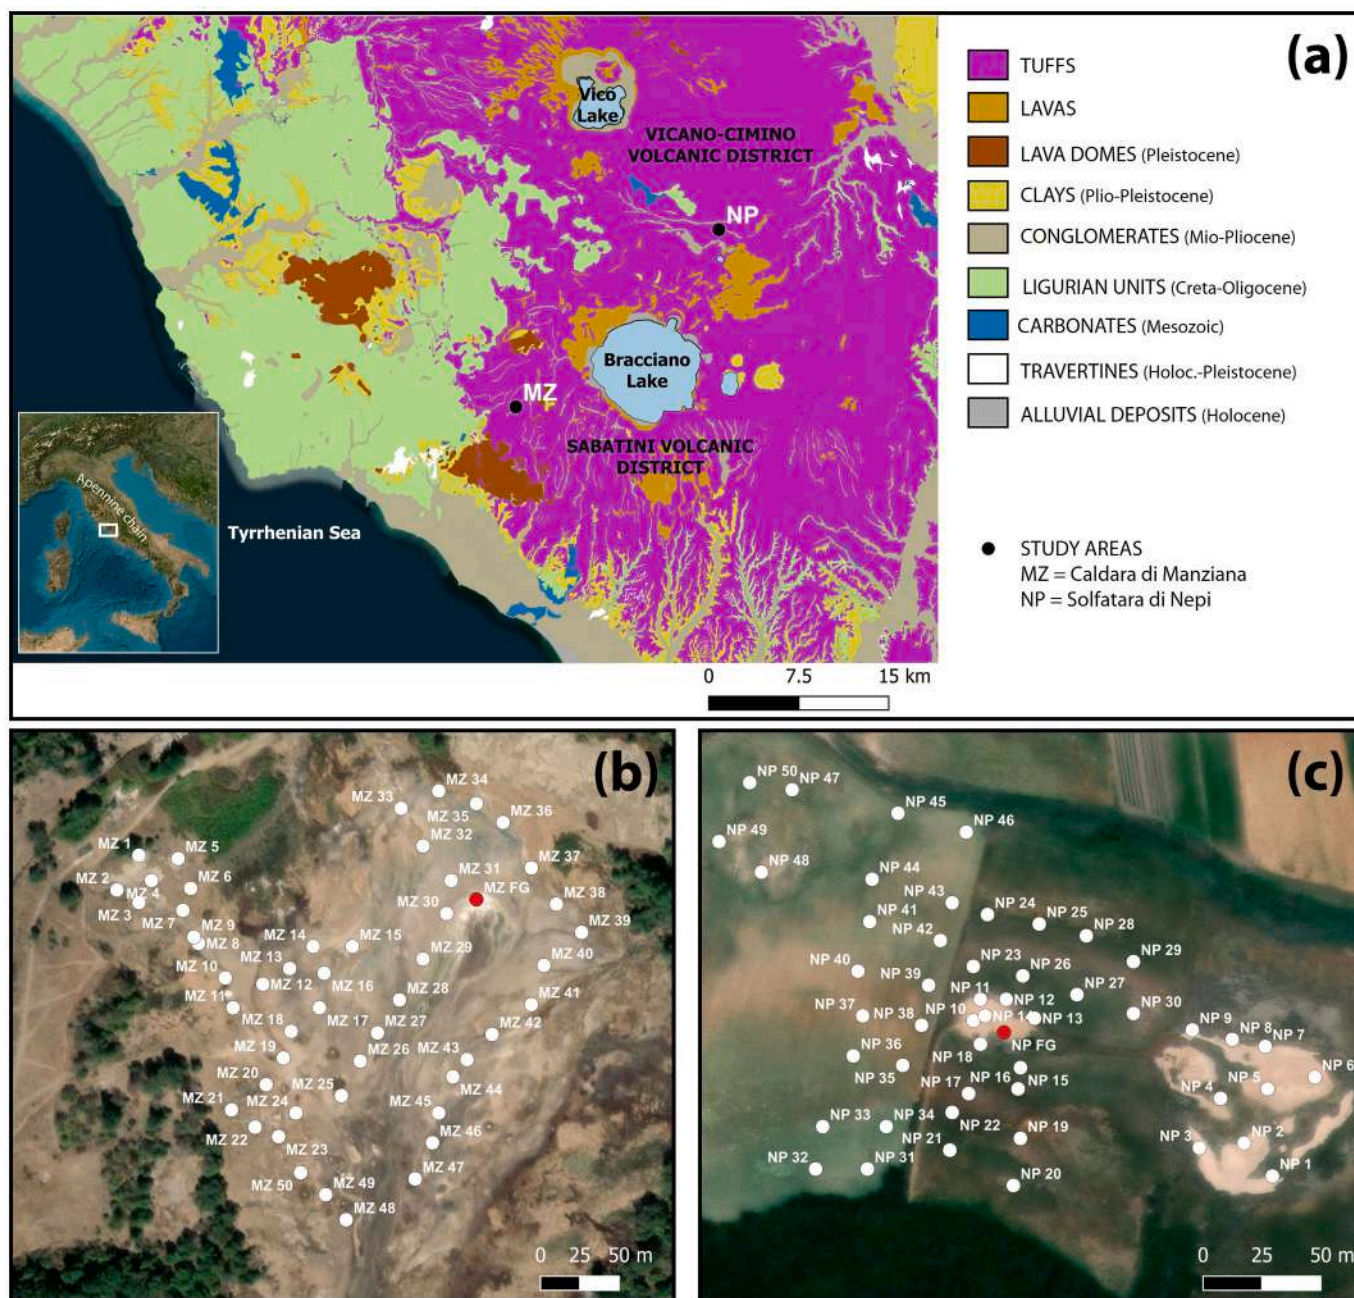 (a)
Vico
Lake
VICANO-CIMINO
VOLCANIC DISTRICT
NP
Bracciano
Lake
MZ
SABATINI VOLCANIC
DISTRICT
Apennine chain
Tyrrhenian Sea
TUFFS
LAVAS
LAVA DOMES (Pleistocene)
CLAYS (Plio-Pleistocene)
CONGLOMERATES (Mio-Pliocene)
LIGURIAN UNITS (Creta-Oligocene)
CARBONATES (Mesozoic)
TRAVERTINES (Holoc.-Pleistocene)
ALLUVIAL DEPOSITS (Holocene)
STUDY AREAS
MZ = Caldara di Manziana
NP = Solfatara di Nepi
0 7.5 15 km
(b)
MZ 34
MZ 33
MZ 35
MZ 36
MZ 32
MZ 1
MZ 5
MZ 37
MZ 2
MZ 4
MZ 6
MZ 31
MZ FG
MZ 38
MZ 3
MZ 7
MZ 30
MZ 39
MZ 9
MZ 8
MZ 14
MZ 15
MZ 29
MZ 40
MZ 13
MZ 10
MZ 12
MZ 16
MZ 28
MZ 11
MZ 41
MZ 18
MZ 17
MZ 27
MZ 42
MZ 19
MZ 26
MZ 43
MZ 20
MZ 25
MZ 44
MZ 21
MZ 24
MZ 45
MZ 22
MZ 23
MZ 46
MZ 50
MZ 49
MZ 47
MZ 48
0 25 50 m
(c)
NP 50
NP 47
NP 45
NP 49
NP 46
NP 48
NP 44
NP 43
NP 24
NP 41
NP 25
NP 28
NP 42
NP 29
NP 40
NP 39
NP 23
NP 26
NP 27
NP 11
NP 12
NP 30
NP 37
NP 38
NP 10
NP 14
NP 13
NP 9
NP 8
NP 7
NP FG
NP 36
NP 18
NP 6
NP 35
NP 17
NP 16
NP 15
NP 4
NP 5
NP 33
NP 34
NP 22
NP 19
NP 3
NP 2
NP 21
NP 32
NP 31
NP 20
NP 1
0 25 50 m